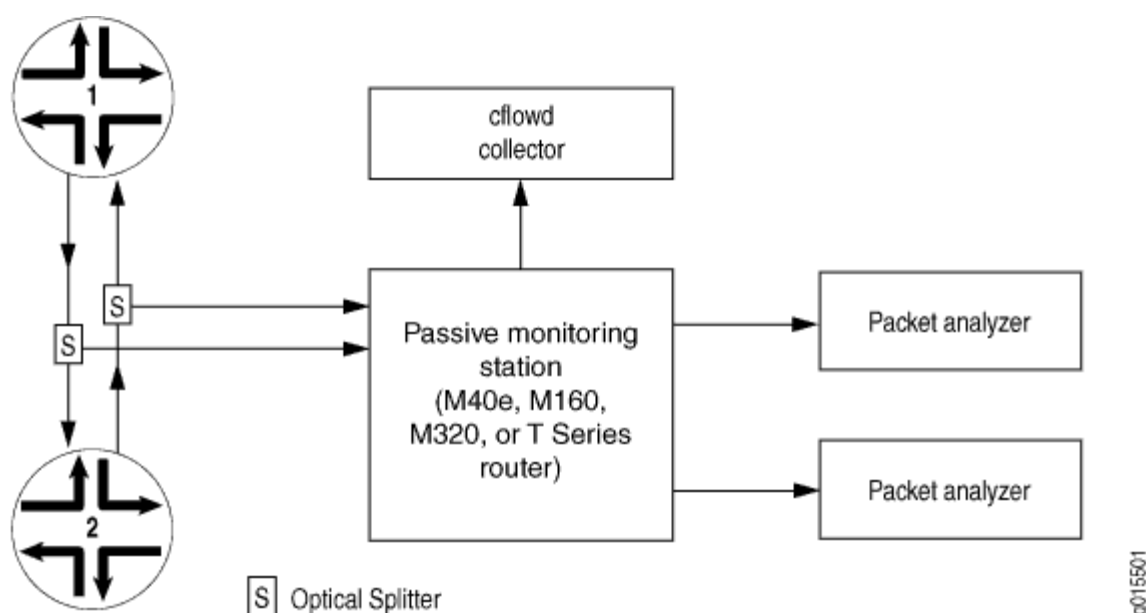 1
cflowd
collector
S
S
Passive monitoring
station
(M40e, M160,
M320, or T Series
router)
Packet analyzer
Packet analyzer
2
S Optical Splitter
g015501